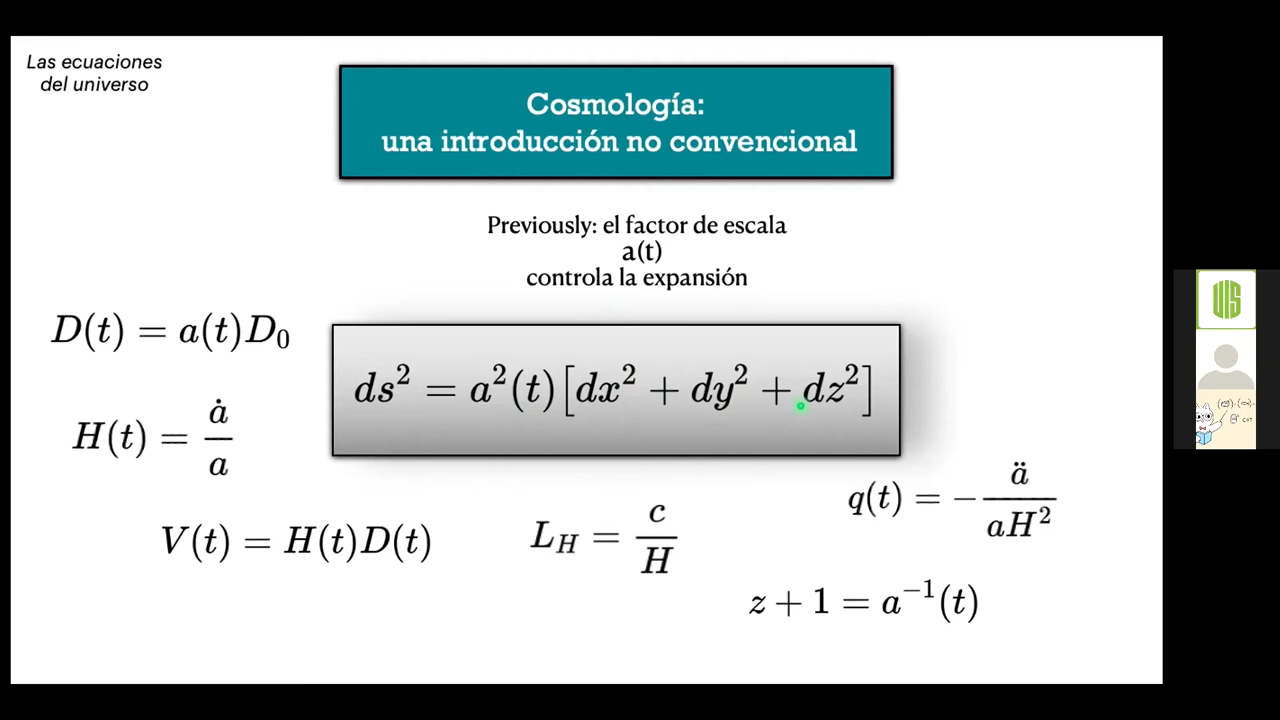 Las ecuaciones
del universo
Cosmología:
una introducción no convencional
Previously: el factor de escala
a(t)
controla la expansión
D(t) = a(t)D₀
ds² = a²(t)[dx² + dy² + dz²]
H(t) = ȧ/a
q(t) = −ä/aH²
V(t) = H(t)D(t)
L_H = c/H
z + 1 = a⁻¹(t)